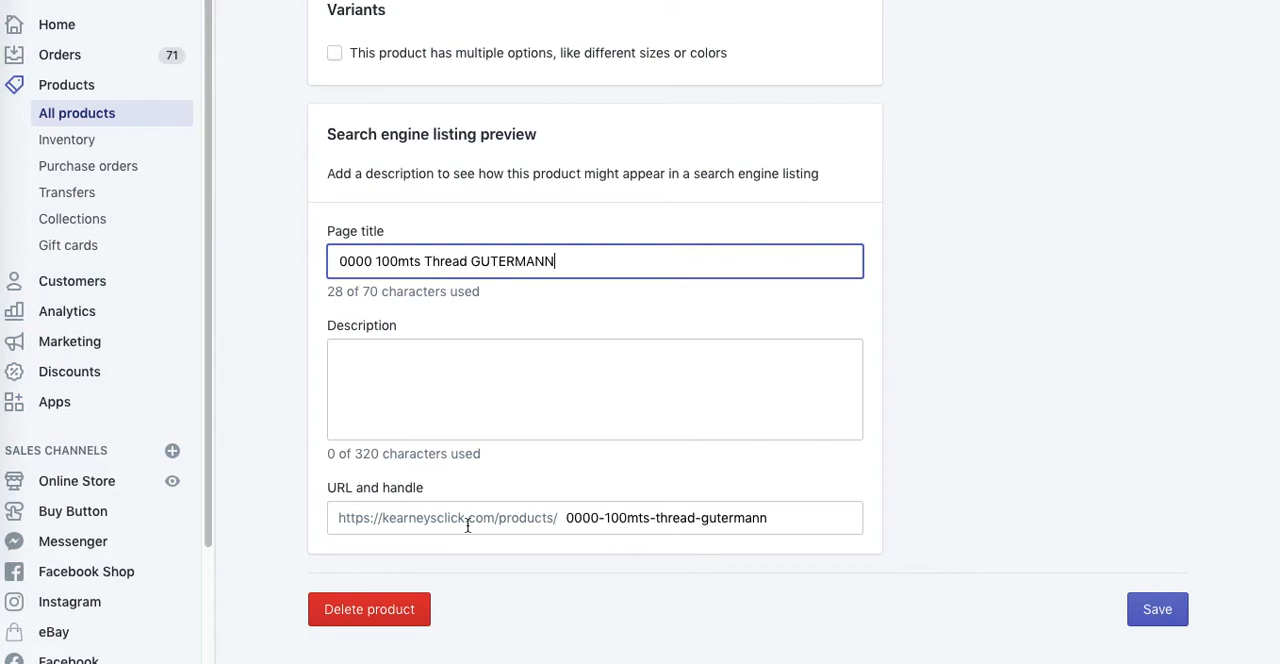 Home
Orders 71
Products
All products
Inventory
Purchase orders
Transfers
Collections
Gift cards
Customers
Analytics
Marketing
Discounts
Apps
SALES CHANNELS
Online Store
Buy Button
Messenger
Facebook Shop
Instagram
eBay
Facebook
Variants
This product has multiple options, like different sizes or colors
Search engine listing preview
Add a description to see how this product might appear in a search engine listing
Page title
0000 100mts Thread GUTERMANN
28 of 70 characters used
Description
0 of 320 characters used
URL and handle
https://kearneysclick.com/products/ 0000-100mts-thread-gutermann
Delete product
Save